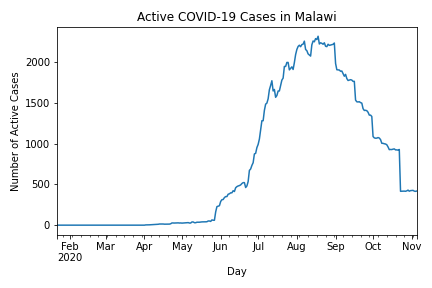 Active COVID-19 Cases in Malawi
Number of Active Cases
2000
1500
1000
500
0
Feb Mar Apr May Jun Jul Aug Sep Oct Nov
2020
Day